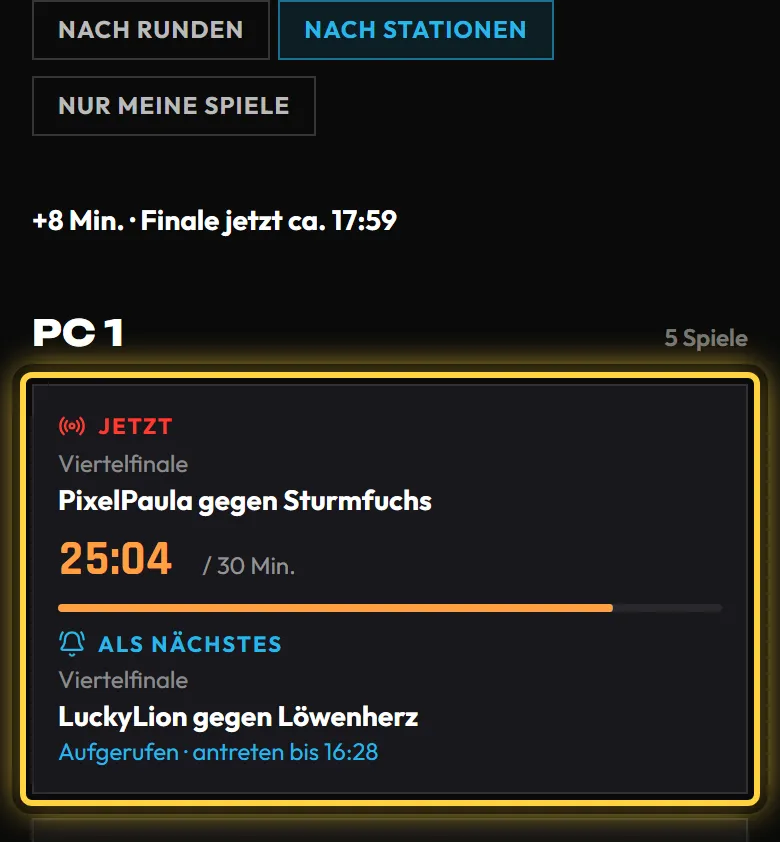 NACH RUNDEN
NACH STATIONEN
NUR MEINE SPIELE
+8 Min. · Finale jetzt ca. 17:59
PC 1
5 Spiele
JETZT
Viertelfinale
PixelPaula gegen Sturmfuchs
25:04 / 30 Min.
ALS NÄCHSTES
Viertelfinale
LuckyLion gegen Löwenherz
Aufgerufen · antreten bis 16:28